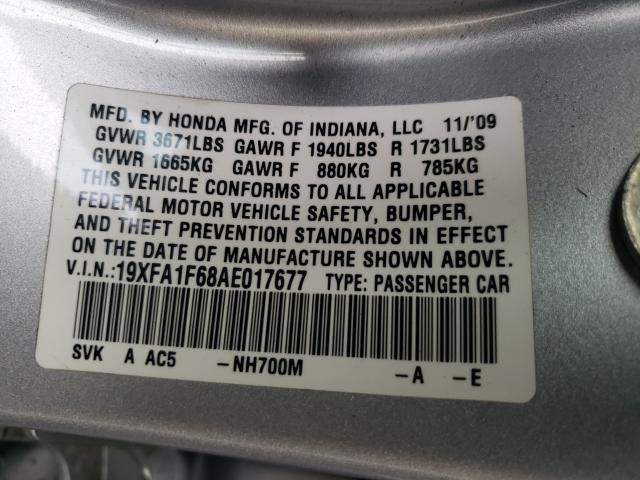 MFD. BY HONDA MFG. OF INDIANA, LLC 11/'09
GVWR 3671LBS GAWR F 1940LBS R 1731LBS
GVWR 1665KG GAWR F 880KG R 785KG
THIS VEHICLE CONFORMS TO ALL APPLICABLE
FEDERAL MOTOR VEHICLE SAFETY, BUMPER,
AND THEFT PREVENTION STANDARDS IN EFFECT
ON THE DATE OF MANUFACTURE SHOWN ABOVE.
V.I.N.:19XFA1F68AE017677 TYPE: PASSENGER CAR
SVK A AC5 -NH700M -A -E